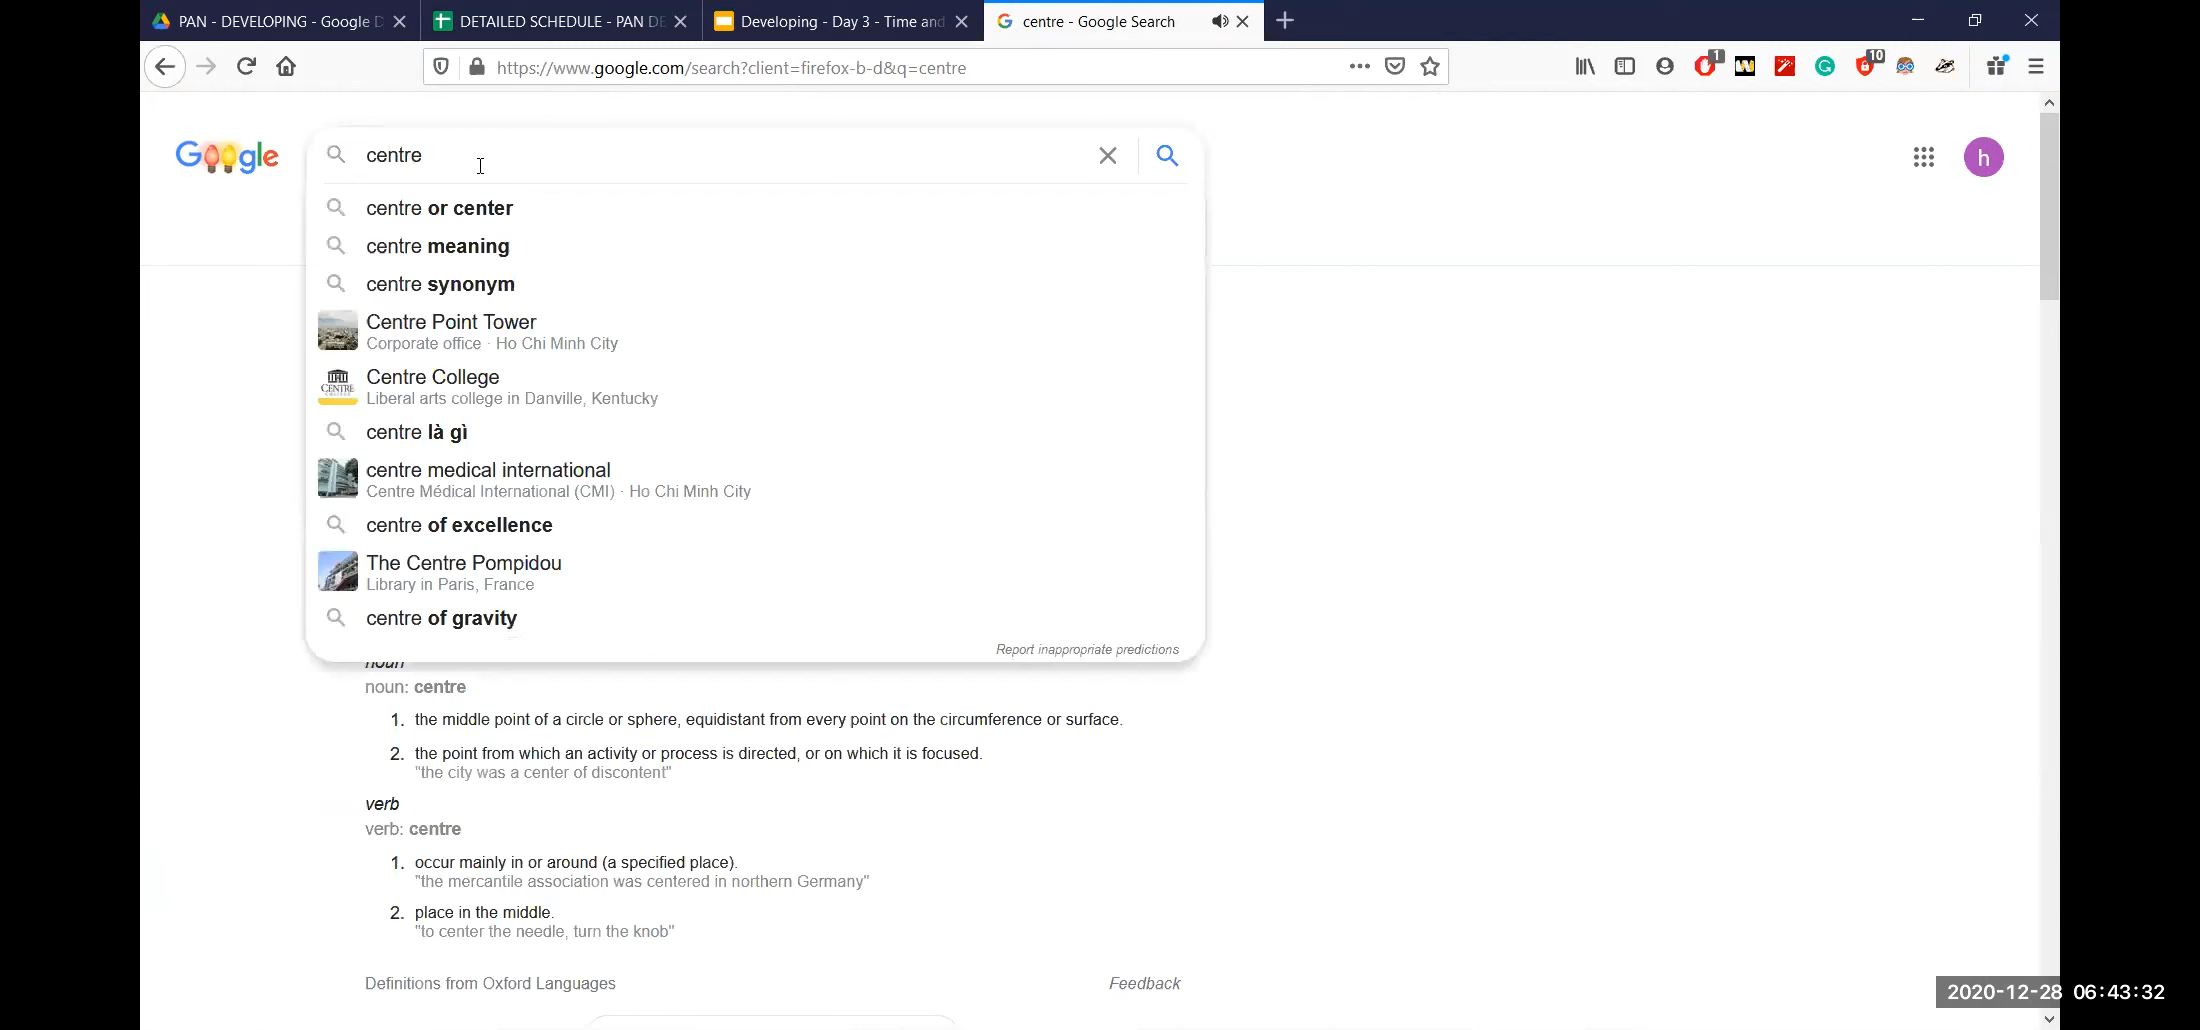 PAN - DEVELOPING - Google D
DETAILED SCHEDULE - PAN DE
Developing - Day 3 - Time and
centre - Google Search
https://www.google.com/search?client=firefox-b-d&q=centre
1
10
Google
centre
h
centre or center
centre meaning
centre synonym
Centre Point Tower
Corporate office · Ho Chi Minh City
CENTRE
Centre College
Liberal arts college in Danville, Kentucky
centre là gì
centre medical international
Centre Médical International (CMI) · Ho Chi Minh City
centre of excellence
The Centre Pompidou
Library in Paris, France
centre of gravity
Report inappropriate predictions
noun
noun: centre
1. the middle point of a circle or sphere, equidistant from every point on the circumference or surface.
2. the point from which an activity or process is directed, or on which it is focused.
"the city was a center of discontent"
verb
verb: centre
1. occur mainly in or around (a specified place).
"the mercantile association was centered in northern Germany"
2. place in the middle.
"to center the needle, turn the knob"
Definitions from Oxford Languages
Feedback
2020-12-28 06:43:32